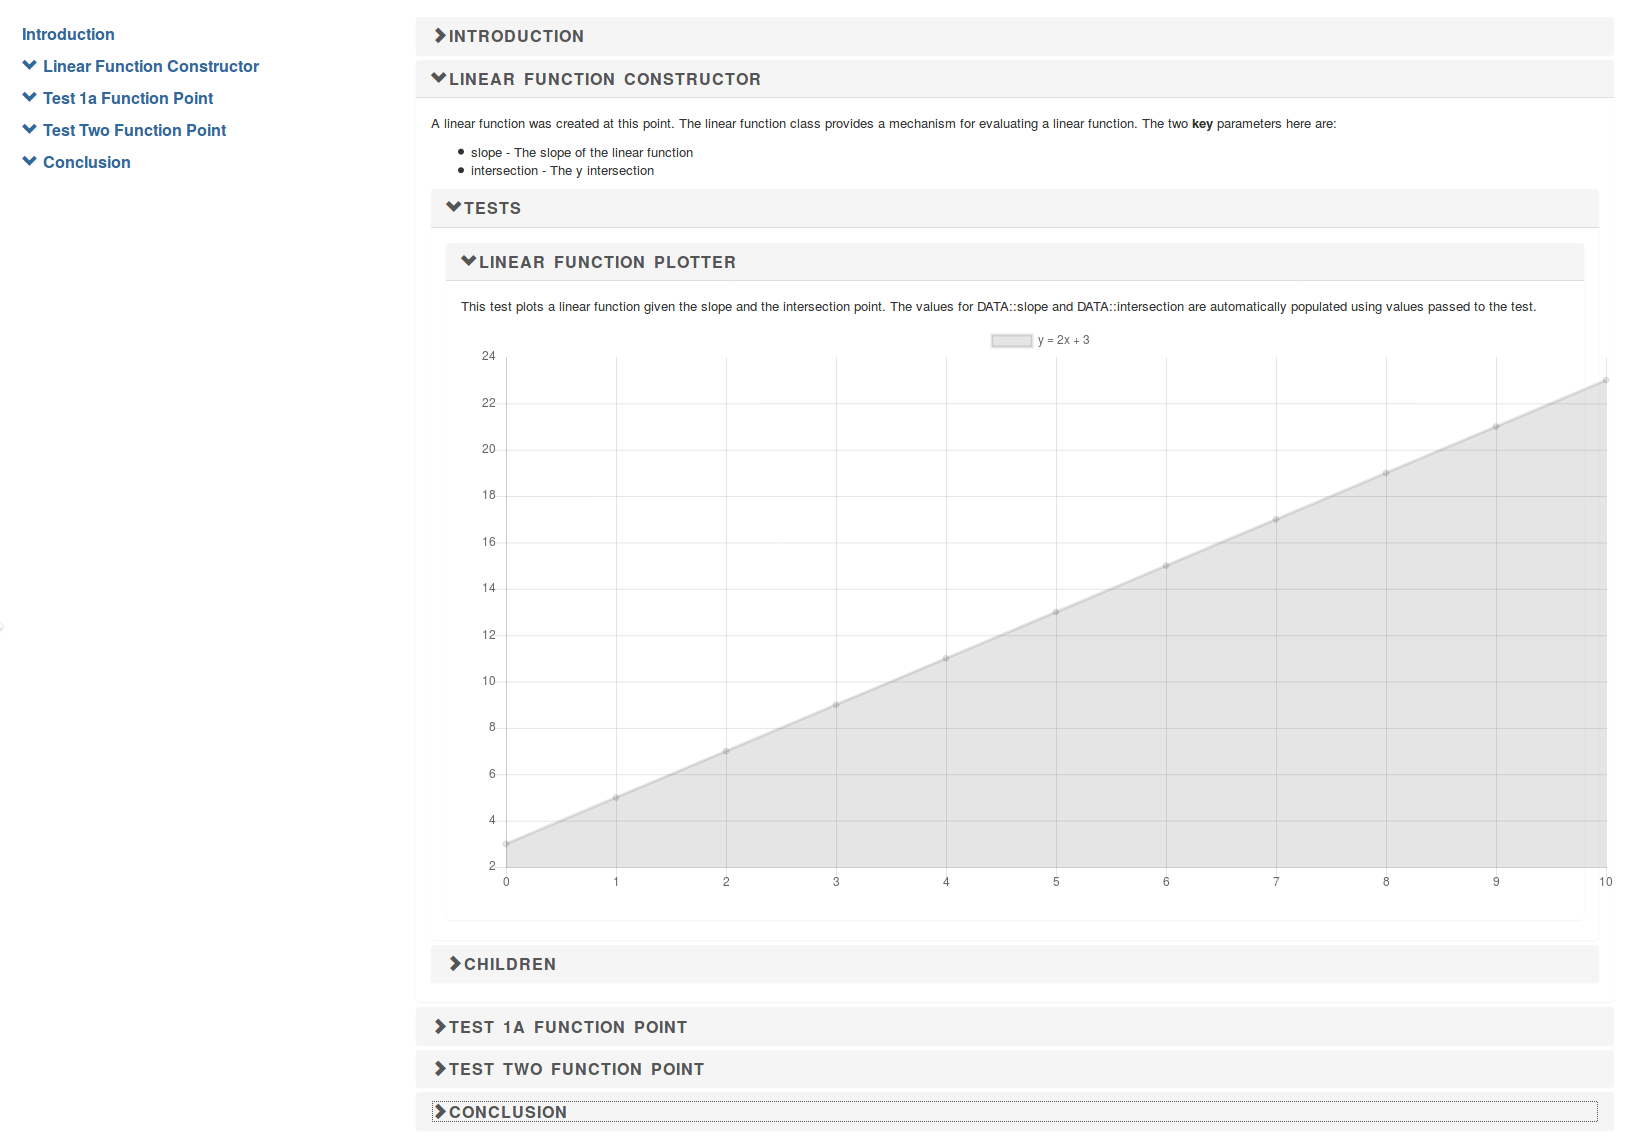 Introduction
Linear Function Constructor
Test 1a Function Point
Test Two Function Point
Conclusion
INTRODUCTION
LINEAR FUNCTION CONSTRUCTOR
A linear function was created at this point. The linear function class provides a mechanism for evaluating a linear function. The two key parameters here are:
slope - The slope of the linear function
intersection - The y intersection
TESTS
LINEAR FUNCTION PLOTTER
This test plots a linear function given the slope and the intersection point. The values for DATA::slope and DATA::intersection are automatically populated using values passed to the test.
y = 2x + 3
24
22
20
18
16
14
12
10
8
6
4
2
0 1 2 3 4 5 6 7 8 9 10
CHILDREN
TEST 1A FUNCTION POINT
TEST TWO FUNCTION POINT
CONCLUSION